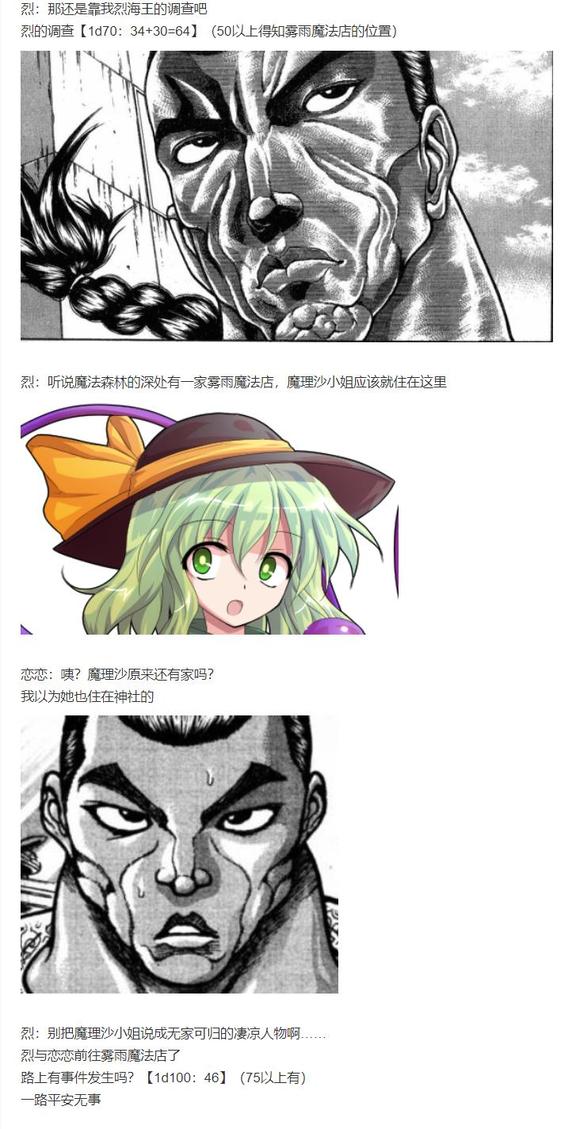 烈：那还是靠我烈海王的调查吧
烈的调查【1d70：34+30=64】（50以上得知雾雨魔法店的位置）
烈：听说魔法森林的深处有一家雾雨魔法店，魔理沙小姐应该就住在这里
恋恋：咦？魔理沙原来还有家吗？
我以为她也住在神社的
烈：别把魔理沙小姐说成无家可归的凄凉人物啊……
烈与恋恋前往雾雨魔法店了
路上有事件发生吗？【1d100：46】（75以上有）
一路平安无事